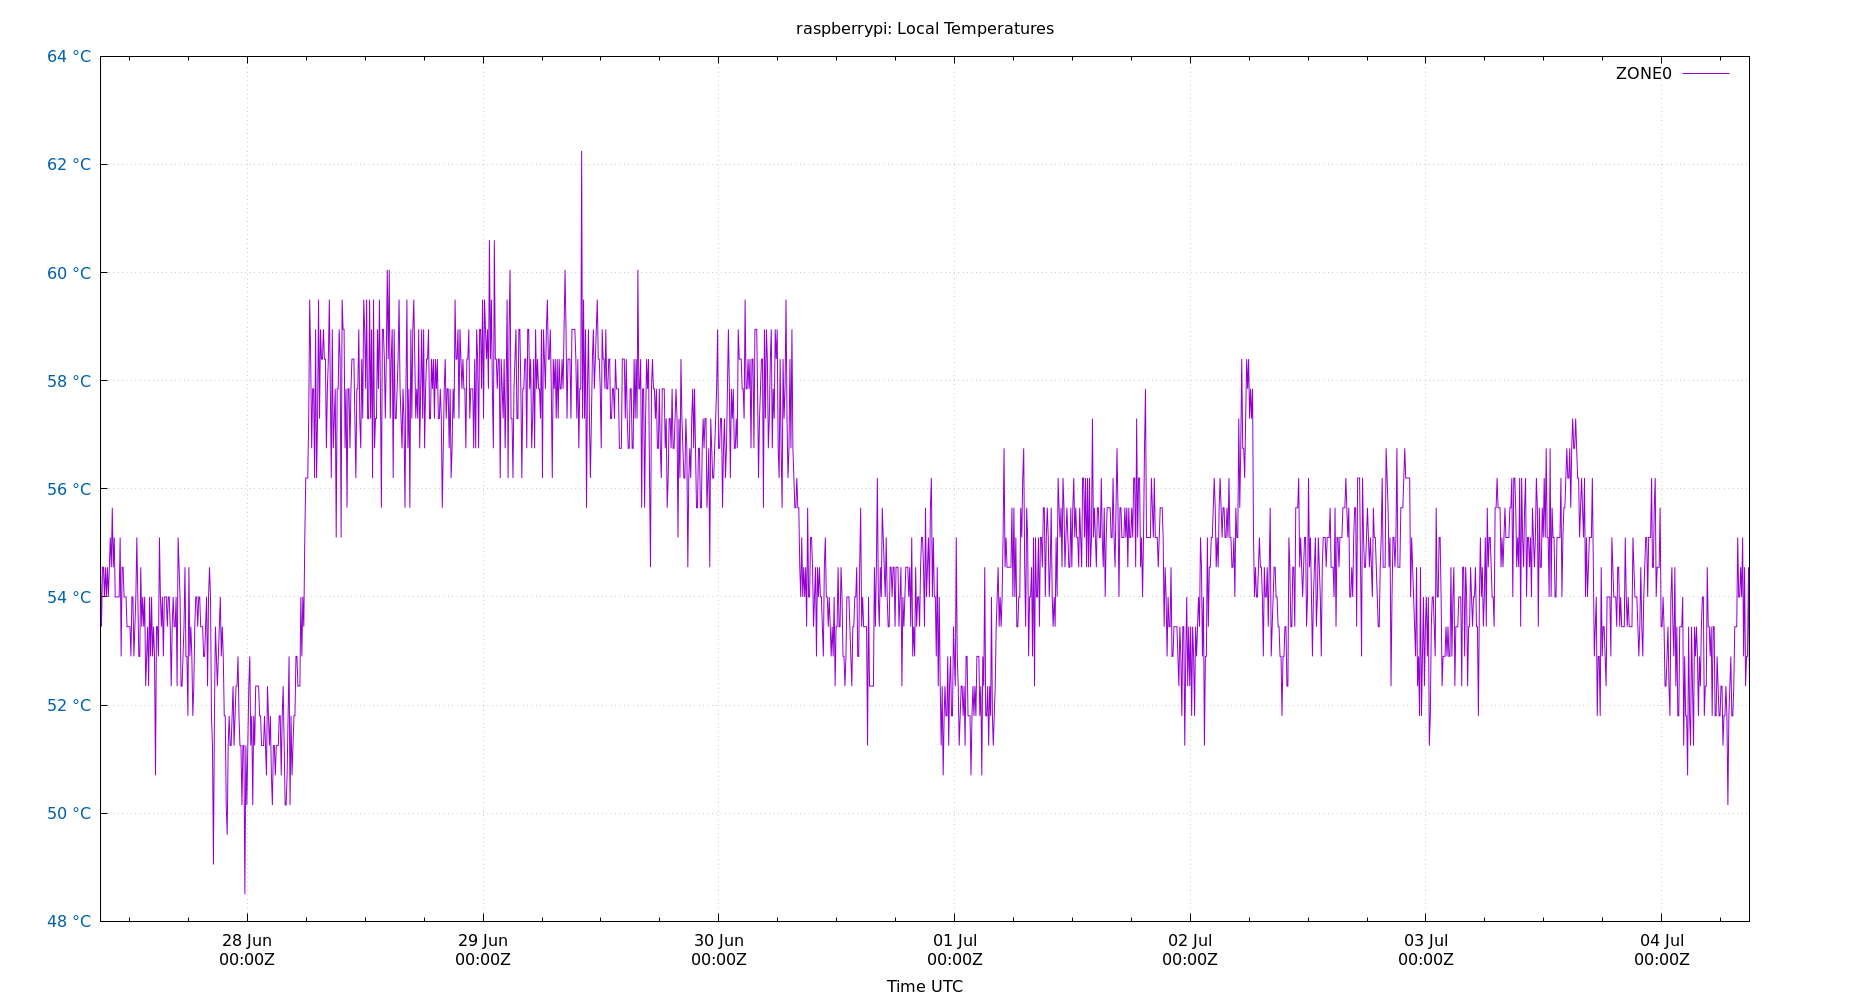 raspberrypi: Local Temperatures
64 °C
ZONE0
62 °C
60 °C
58 °C
56 °C
54 °C
52 °C
50 °C
48 °C
28 Jun 29 Jun 30 Jun 01 Jul 02 Jul 03 Jul 04 Jul
00:00Z 00:00Z 00:00Z 00:00Z 00:00Z 00:00Z 00:00Z
Time UTC